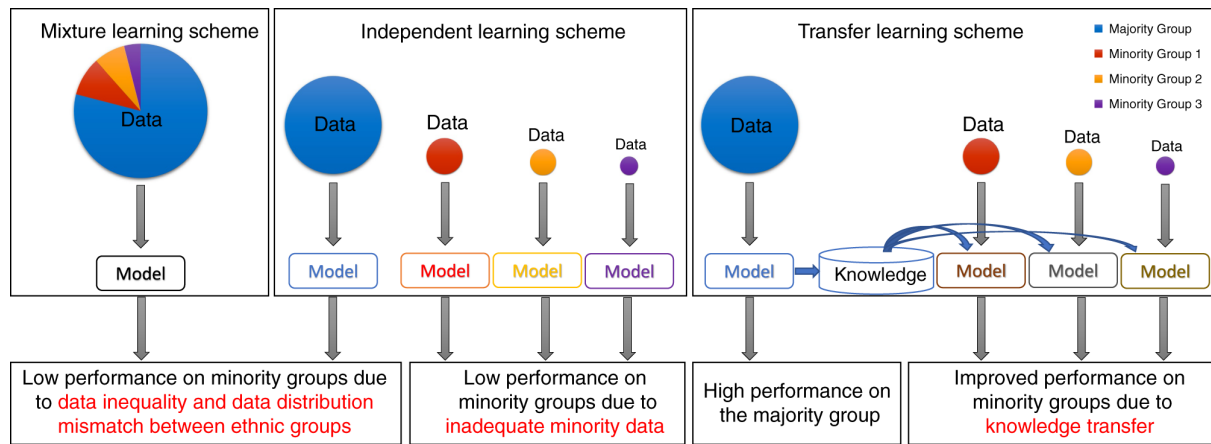 Mixture learning scheme
Data
Model
Independent learning scheme
Data
Data
Data
Data
Model
Model
Model
Model
Transfer learning scheme
Majority Group
Minority Group 1
Minority Group 2
Minority Group 3
Data
Data
Data
Data
Model
Knowledge
Model
Model
Model
Low performance on minority groups due
to data inequality and data distribution
mismatch between ethnic groups
Low performance on
minority groups due to
inadequate minority data
High performance on
the majority group
Improved performance on
minority groups due to
knowledge transfer